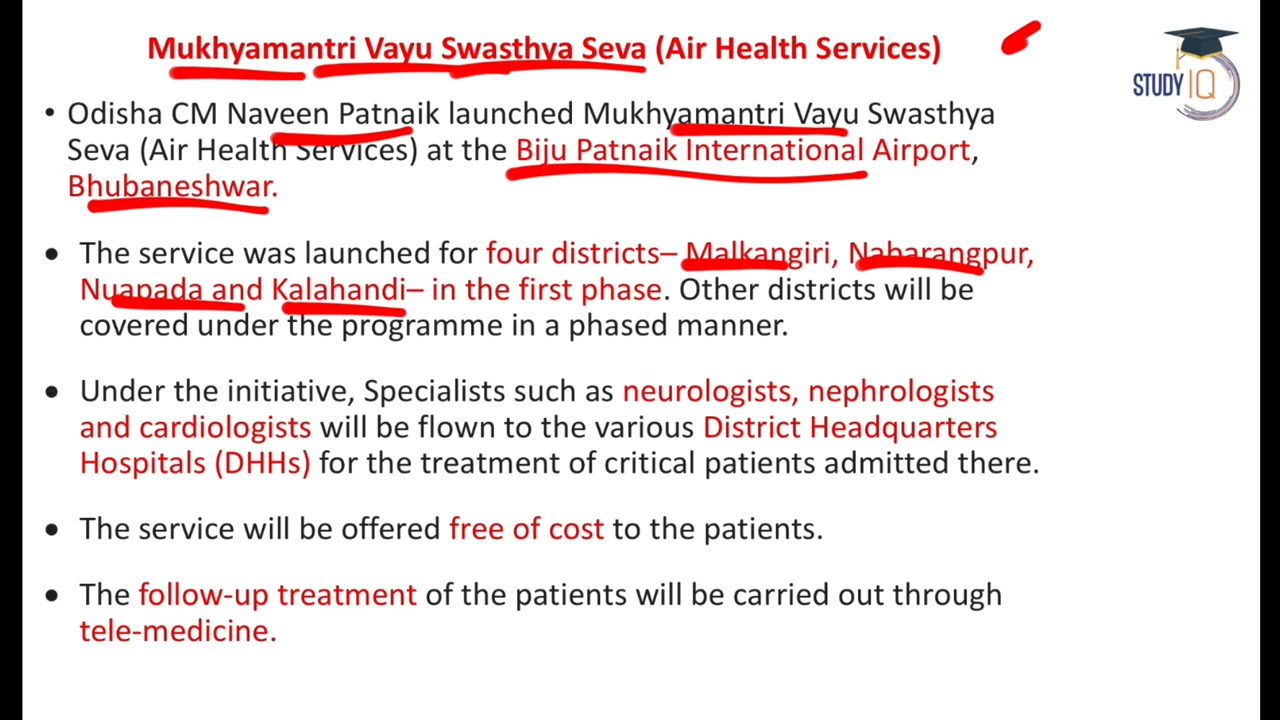 Mukhyamantri Vayu Swasthya Seva (Air Health Services)
STUDY IQ
• Odisha CM Naveen Patnaik launched Mukhyamantri Vayu Swasthya
Seva (Air Health Services) at the Biju Patnaik International Airport,
Bhubaneshwar.
• The service was launched for four districts– Malkangiri, Nabarangpur,
Nuapada and Kalahandi– in the first phase. Other districts will be
covered under the programme in a phased manner.
• Under the initiative, Specialists such as neurologists, nephrologists
and cardiologists will be flown to the various District Headquarters
Hospitals (DHHs) for the treatment of critical patients admitted there.
• The service will be offered free of cost to the patients.
• The follow-up treatment of the patients will be carried out through
tele-medicine.